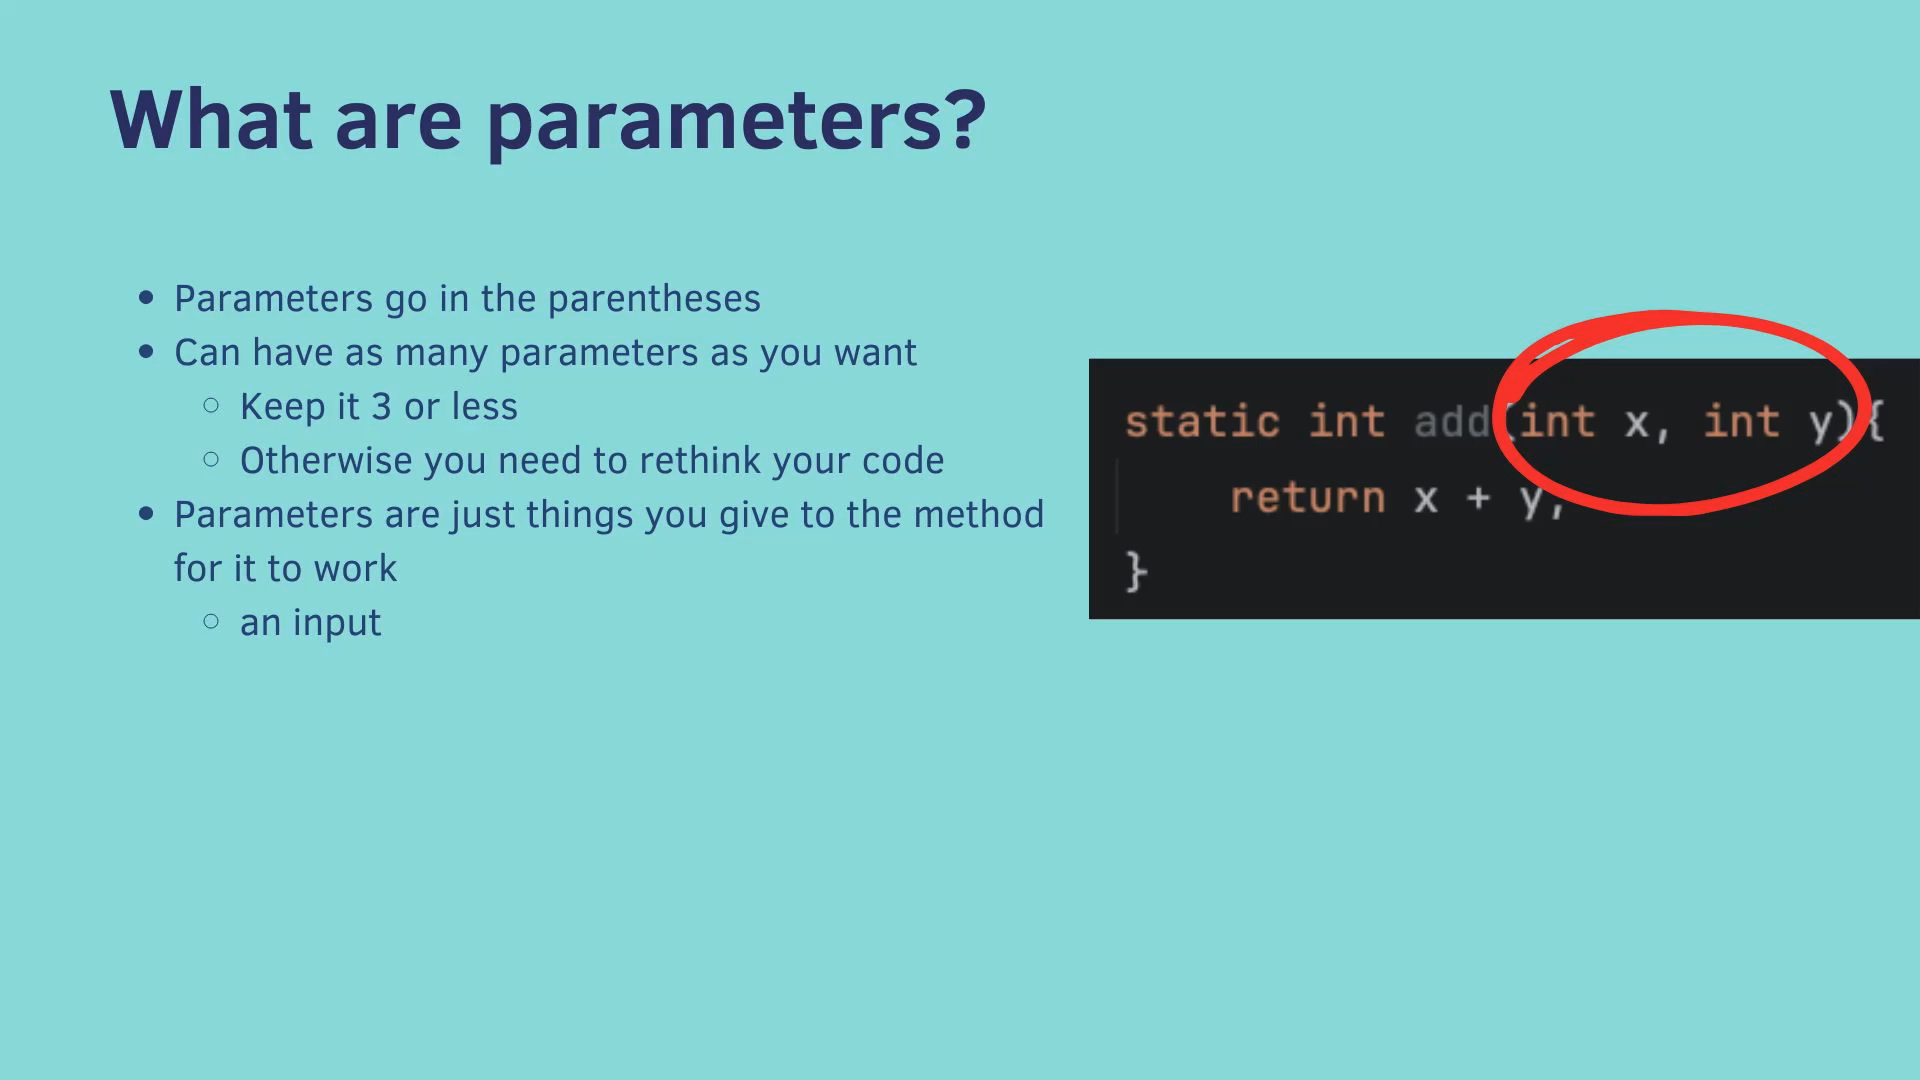 What are parameters?
• Parameters go in the parentheses
• Can have as many parameters as you want
○ Keep it 3 or less
○ Otherwise you need to rethink your code
• Parameters are just things you give to the method
for it to work
○ an input
static int add(int x, int y){
return x + y;
}